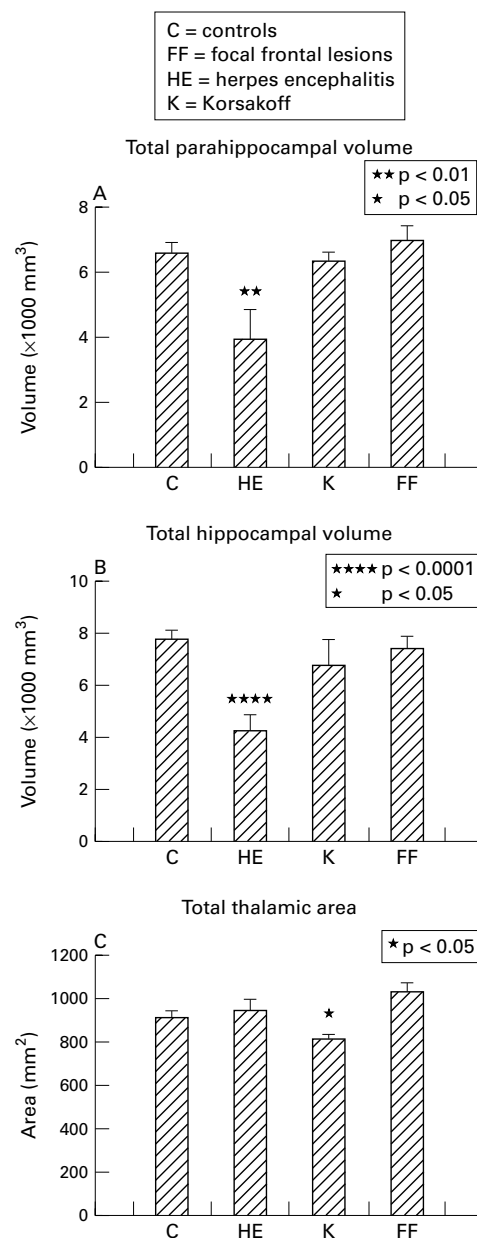 C = controls
FF = focal frontal lesions
HE = herpes encephalitis
K = Korsakoff
Total parahippocampal volume
A
★★ p < 0.01
★ p < 0.05
8
6
4
2
0
Volume (×1000 mm³)
★★
C HE K FF
Total hippocampal volume
B
★★★★ p < 0.0001
★ p < 0.05
10
8
6
4
2
0
Volume (×1000 mm³)
★★★★
C HE K FF
Total thalamic area
C
★ p < 0.05
1200
1000
800
600
400
200
0
Area (mm²)
★
C HE K FF